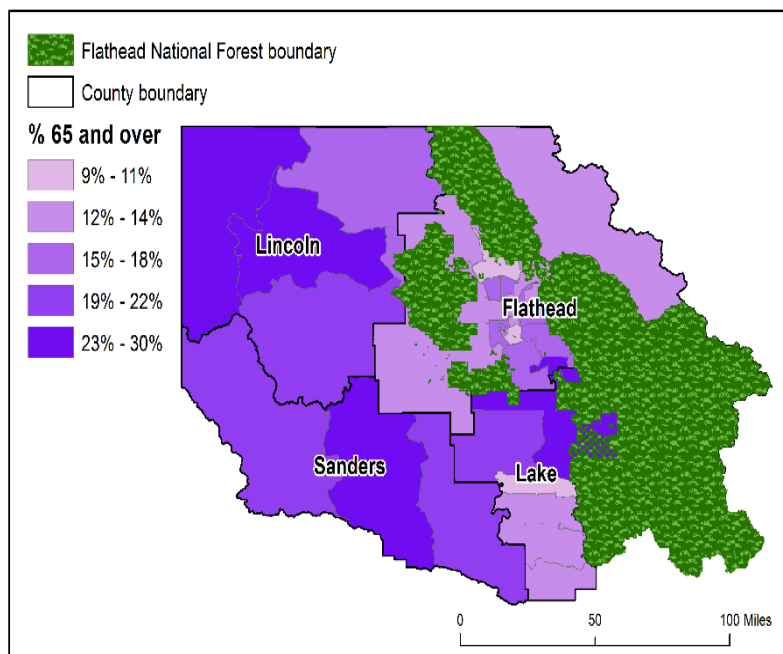 Flathead National Forest boundary
County boundary
% 65 and over
9% - 11%
12% - 14%
15% - 18%
19% - 22%
23% - 30%
Lincoln
Flathead
Sanders
Lake
0 50 100 Miles